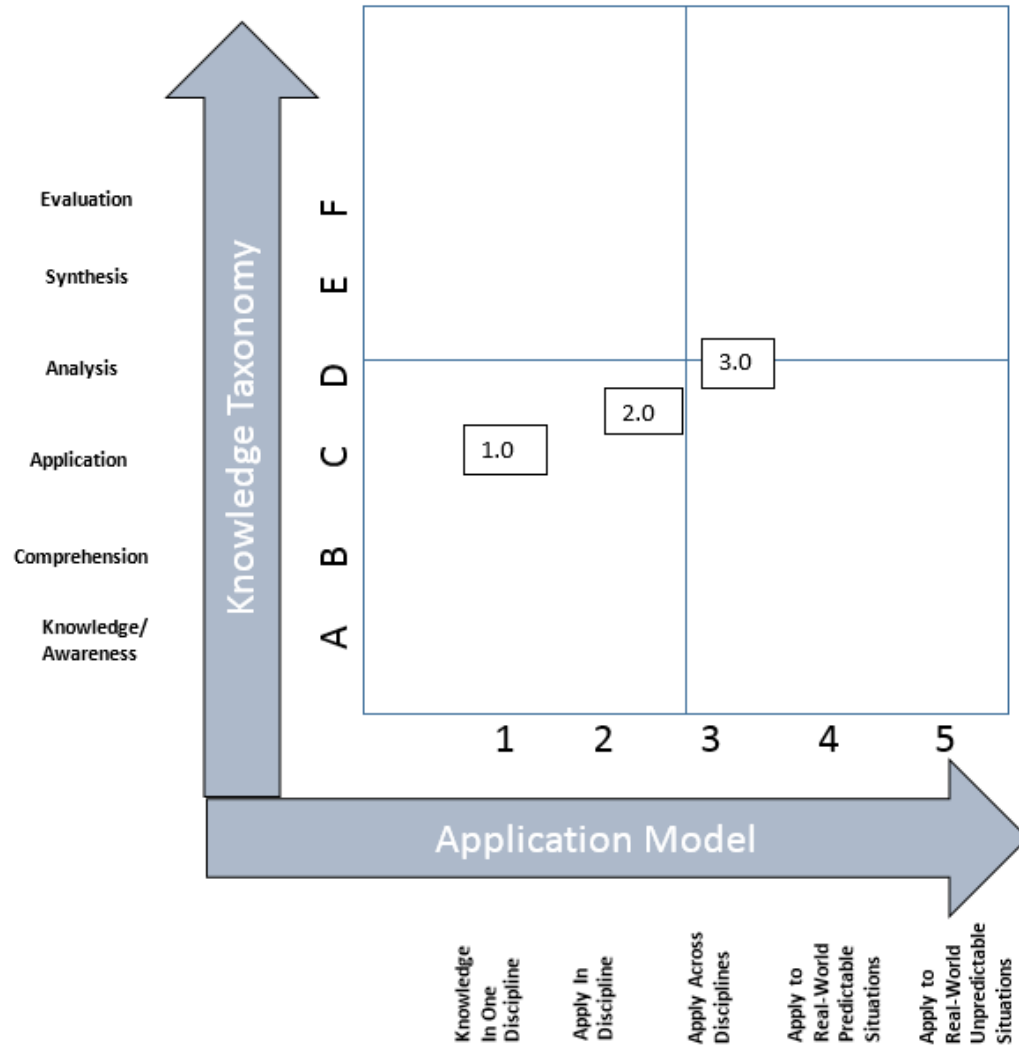 Evaluation
F
Synthesis
E
Analysis
D
3.0
2.0
Application
C
1.0
Comprehension
B
Knowledge/
Awareness
A
Knowledge Taxonomy
1 2 3 4 5
Application Model
Knowledge
In One
Discipline
Apply In
Discipline
Apply Across
Disciplines
Apply to
Real-World
Predictable
Situations
Apply to
Real-World
Unpredictable
Situations